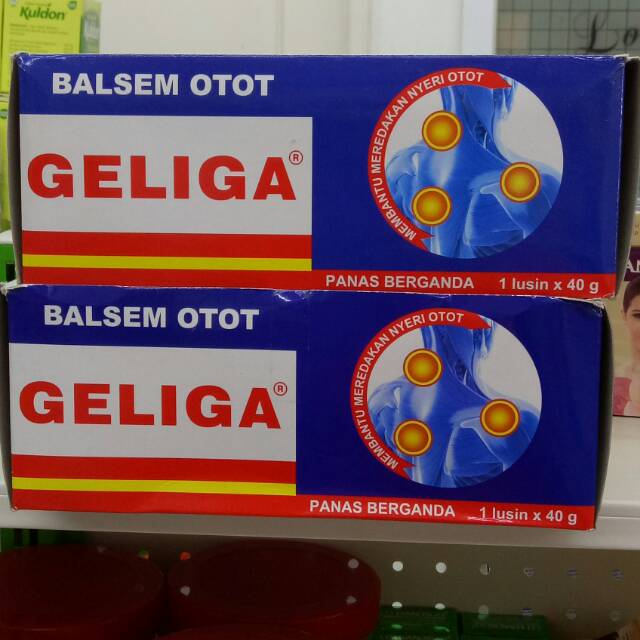 Kuldon
BALSEM OTOT
GELIGA®
MEMBANTU MEREDAKAN NYERI OTOT
PANAS BERGANDA 1 lusin x 40 g
BALSEM OTOT
GELIGA®
MEMBANTU MEREDAKAN NYERI OTOT
PANAS BERGANDA 1 lusin x 40 g